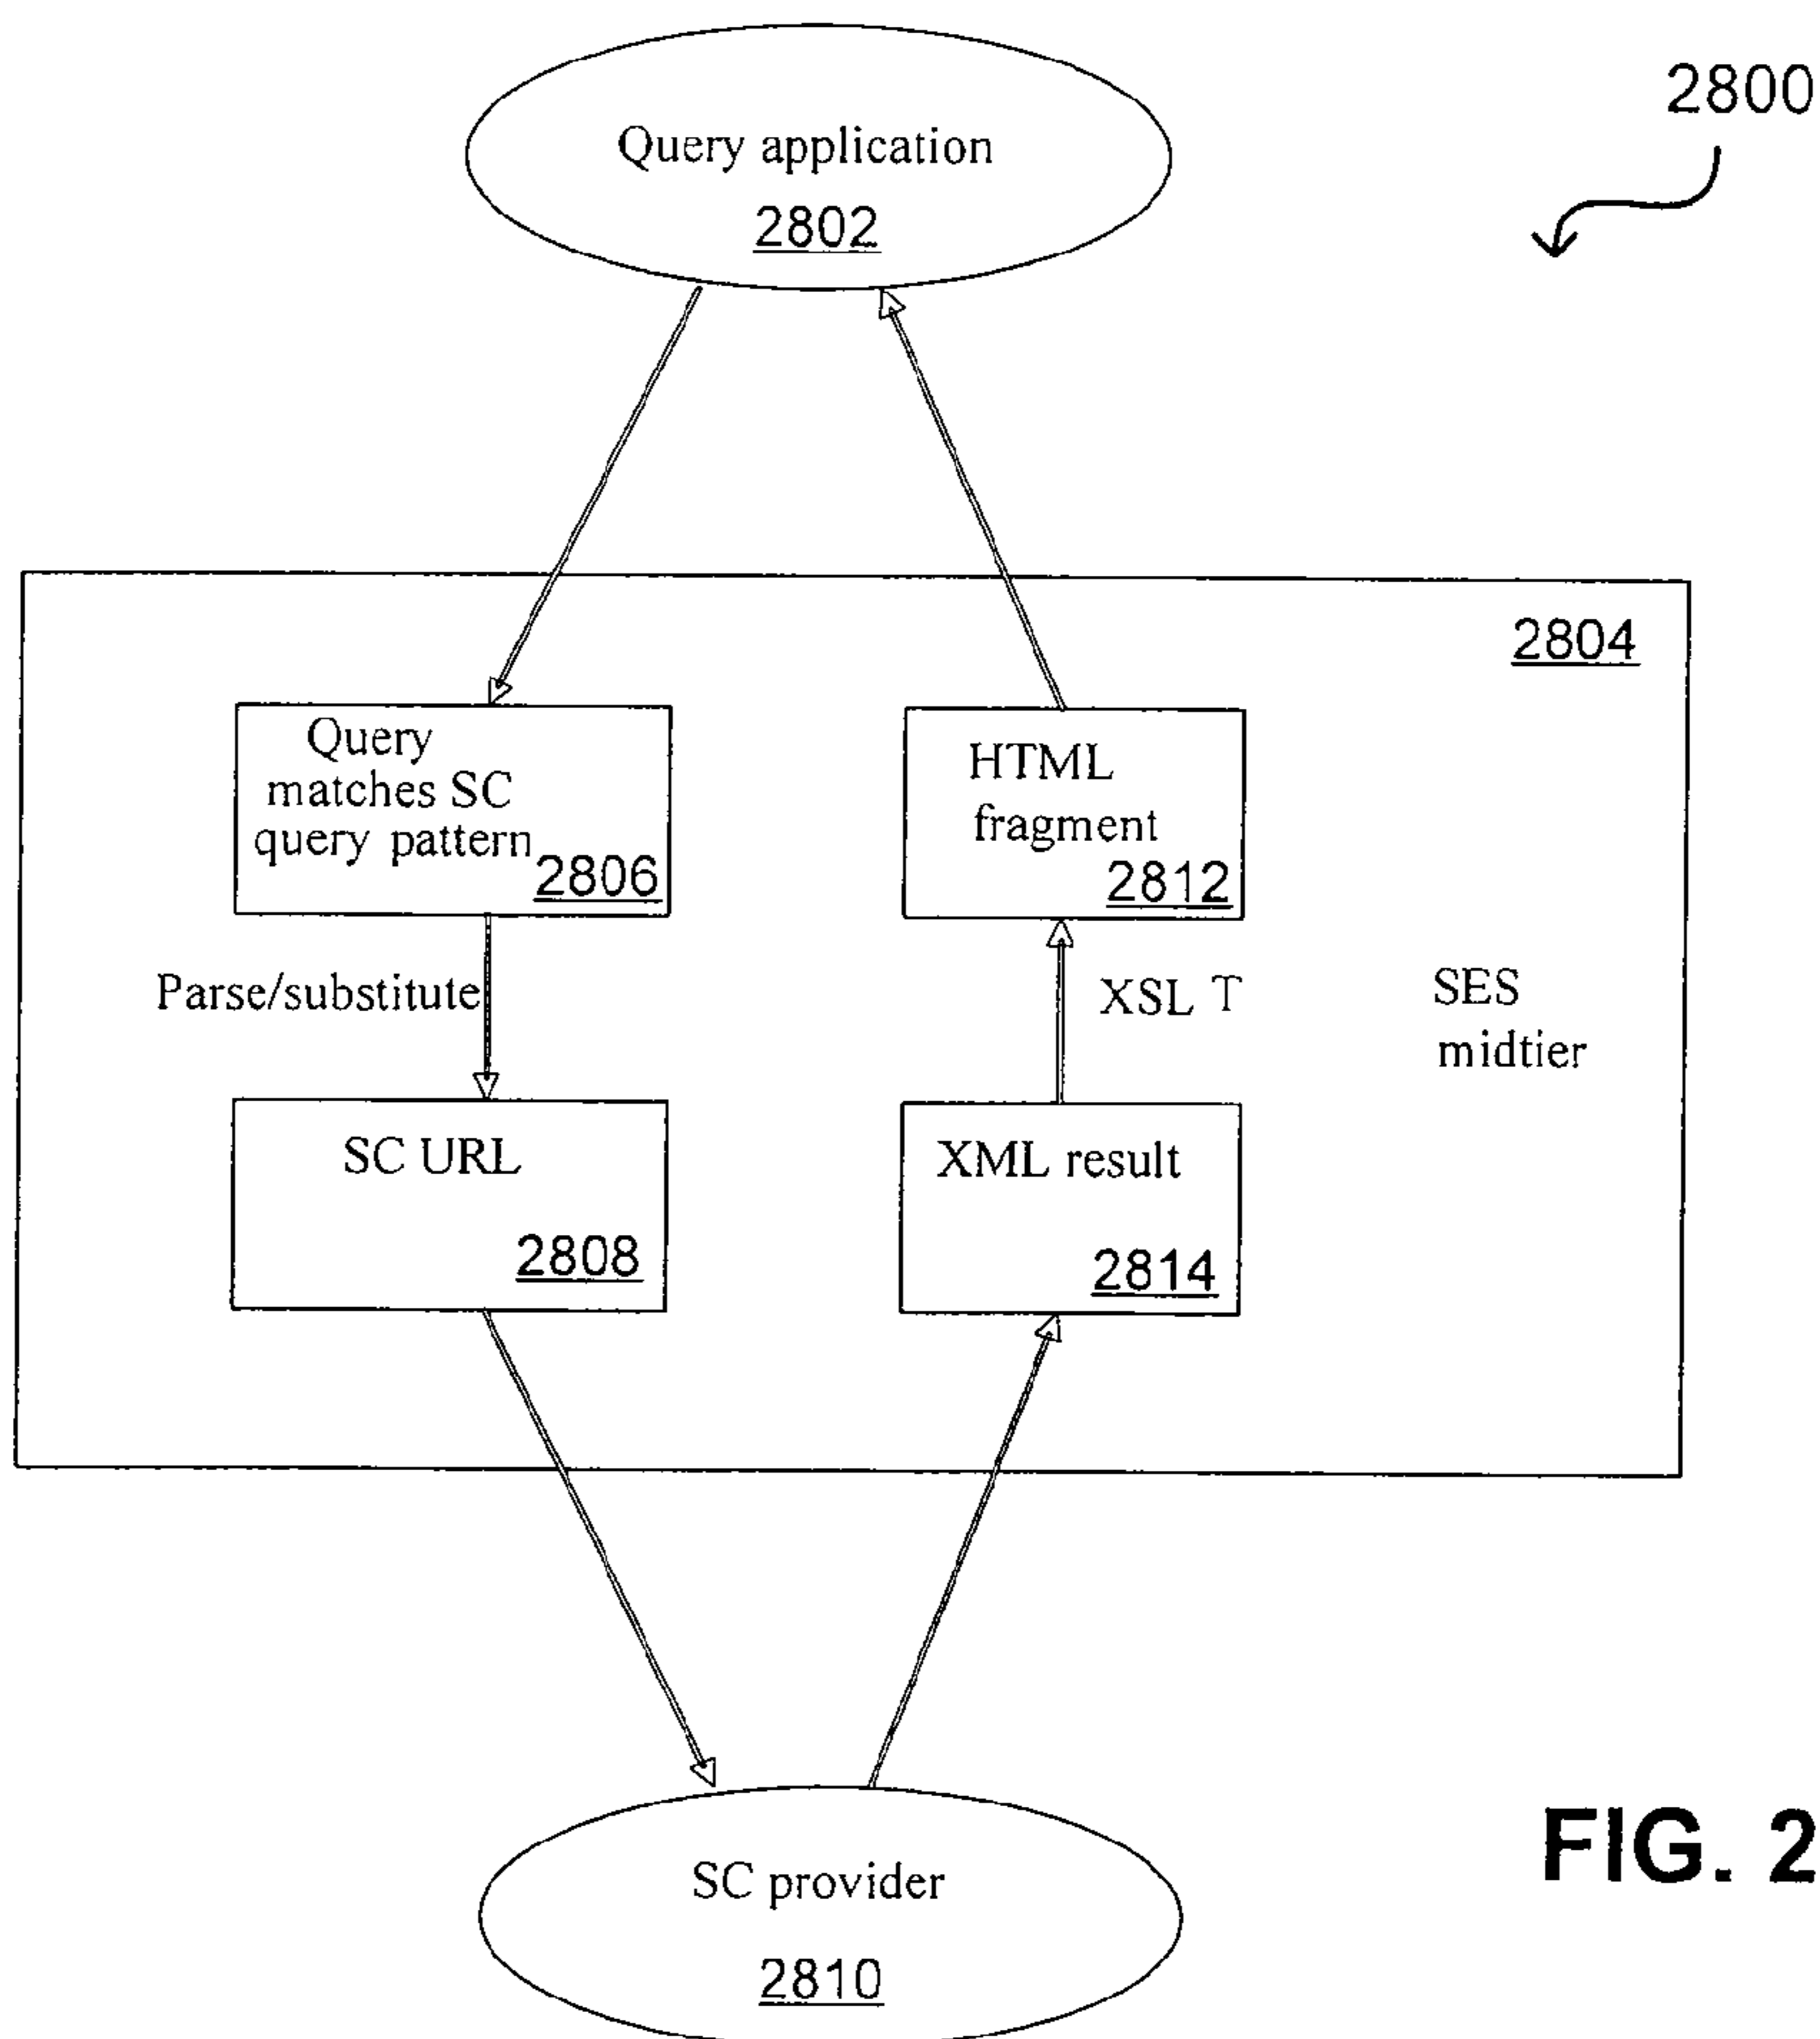 2800
Query application
2802
2804
Query
matches SC
query pattern
2806
HTML
fragment
2812
Parse/substitute
XSL T
SES
midtier
SC URL
2808
XML result
2814
SC provider
2810
FIG. 2